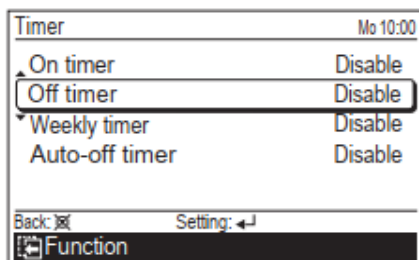 Timer Mo 10:00
On timer Disable
Off timer Disable
Weekly timer Disable
Auto-off timer Disable
Back: Setting:
Function